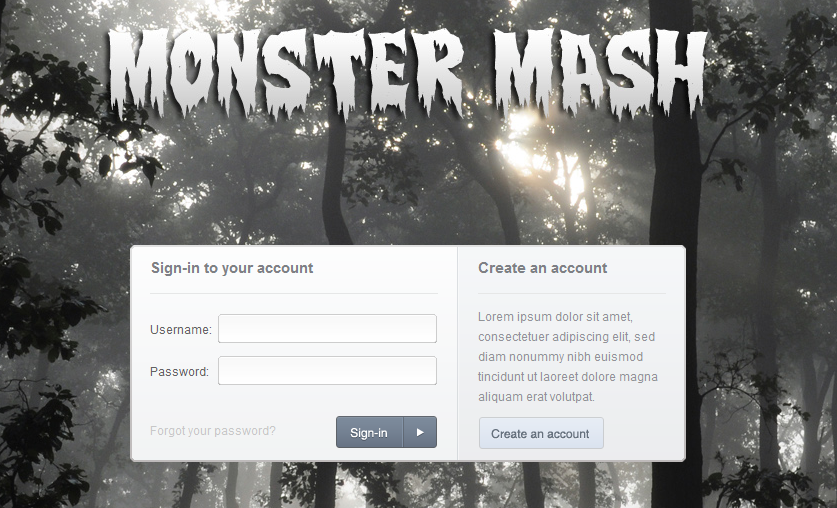 MONSTER MASH
Sign-in to your account
Username:
Password:
Forgot your password?
Sign-in
Create an account
Lorem ipsum dolor sit amet,
consectetuer adipiscing elit, sed
diam nonummy nibh euismod
tincidunt ut laoreet dolore magna
aliquam erat volutpat.
Create an account